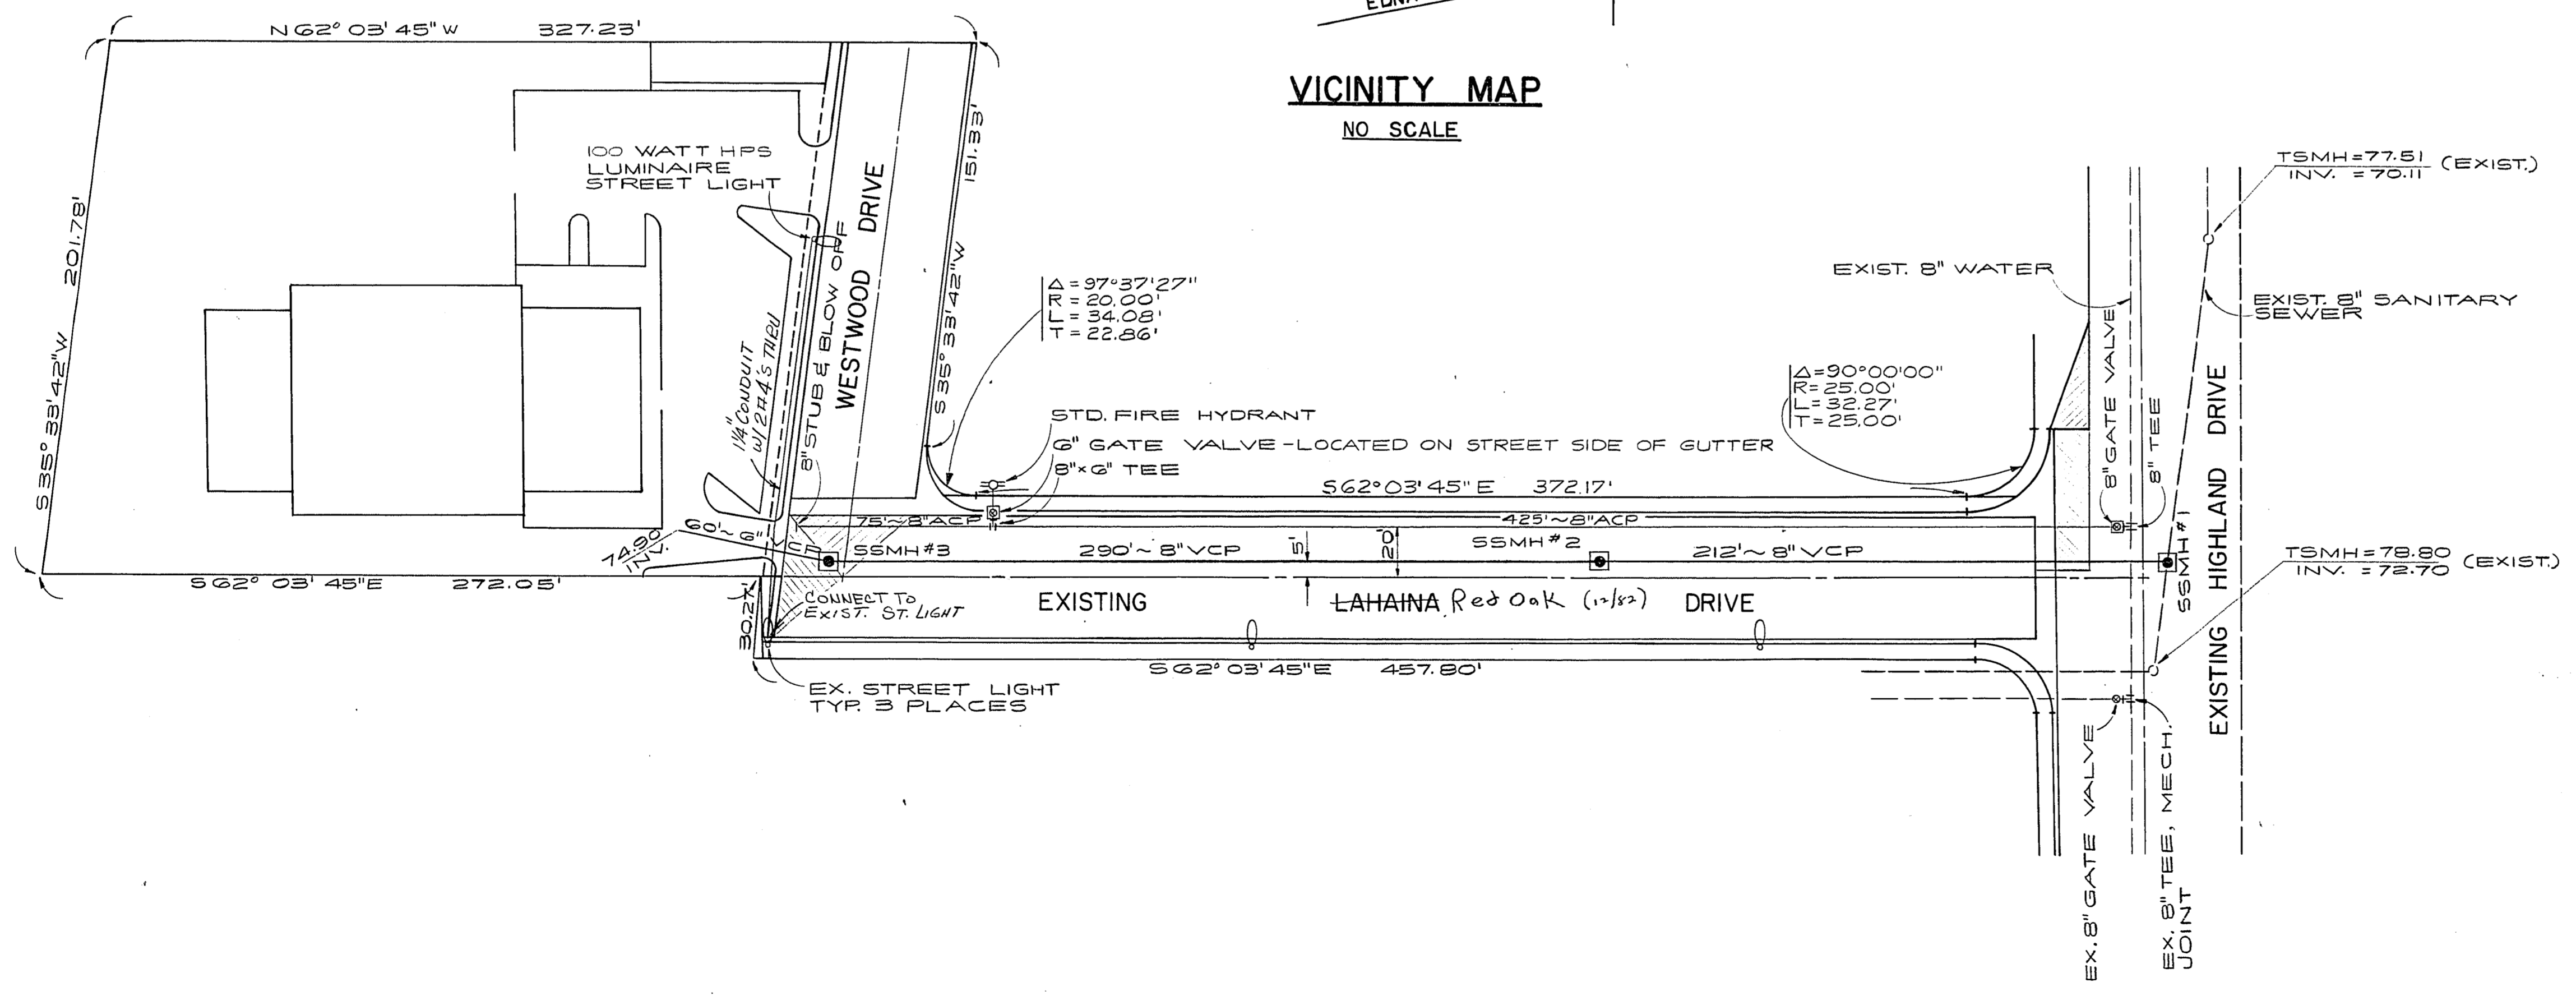 EDNA
N 62° 03' 45" W 327.23'
VICINITY MAP
NO SCALE
151.33'
100 WATT HPS
LUMINAIRE
STREET LIGHT
WESTWOOD DRIVE
TSMH = 77.51 (EXIST.)
INV. = 70.11
201.78'
S 35° 33' 42" W
S 35° 33' 42" W
EXIST. 8" WATER
EXIST. 8" SANITARY
SEWER
Δ = 97°37'27"
R = 20.00'
L = 34.08'
T = 22.86'
1¼" CONDUIT
W/ 2#4'S THRU
8" STUB & BLOW OFF
Δ = 90°00'00"
R = 25.00'
L = 32.27'
T = 25.00'
8" GATE VALVE
8" TEE
STD. FIRE HYDRANT
6" GATE VALVE - LOCATED ON STREET SIDE OF GUTTER
8" x 6" TEE
S 62° 03' 45" E 372.17'
75' ~ 8" ACP
425' ~ 8" ACP
60' ~ 6" VCP
74.90
INV.
SSMH #3
290' ~ 8" VCP
5'
20'
SSMH #2
212' ~ 8" VCP
SSMH #1
EXISTING HIGHLAND DRIVE
TSMH = 78.80 (EXIST.)
INV. = 72.70
S 62° 03' 45" E 272.05'
30.27'
CONNECT TO
EXIST. ST. LIGHT
EXISTING LAHAINA Red Oak (12/82) DRIVE
S 62° 03' 45" E 457.80'
EX. STREET LIGHT
TYP. 3 PLACES
EX. 8" GATE VALVE
EX. 8" TEE, MECH.
JOINT